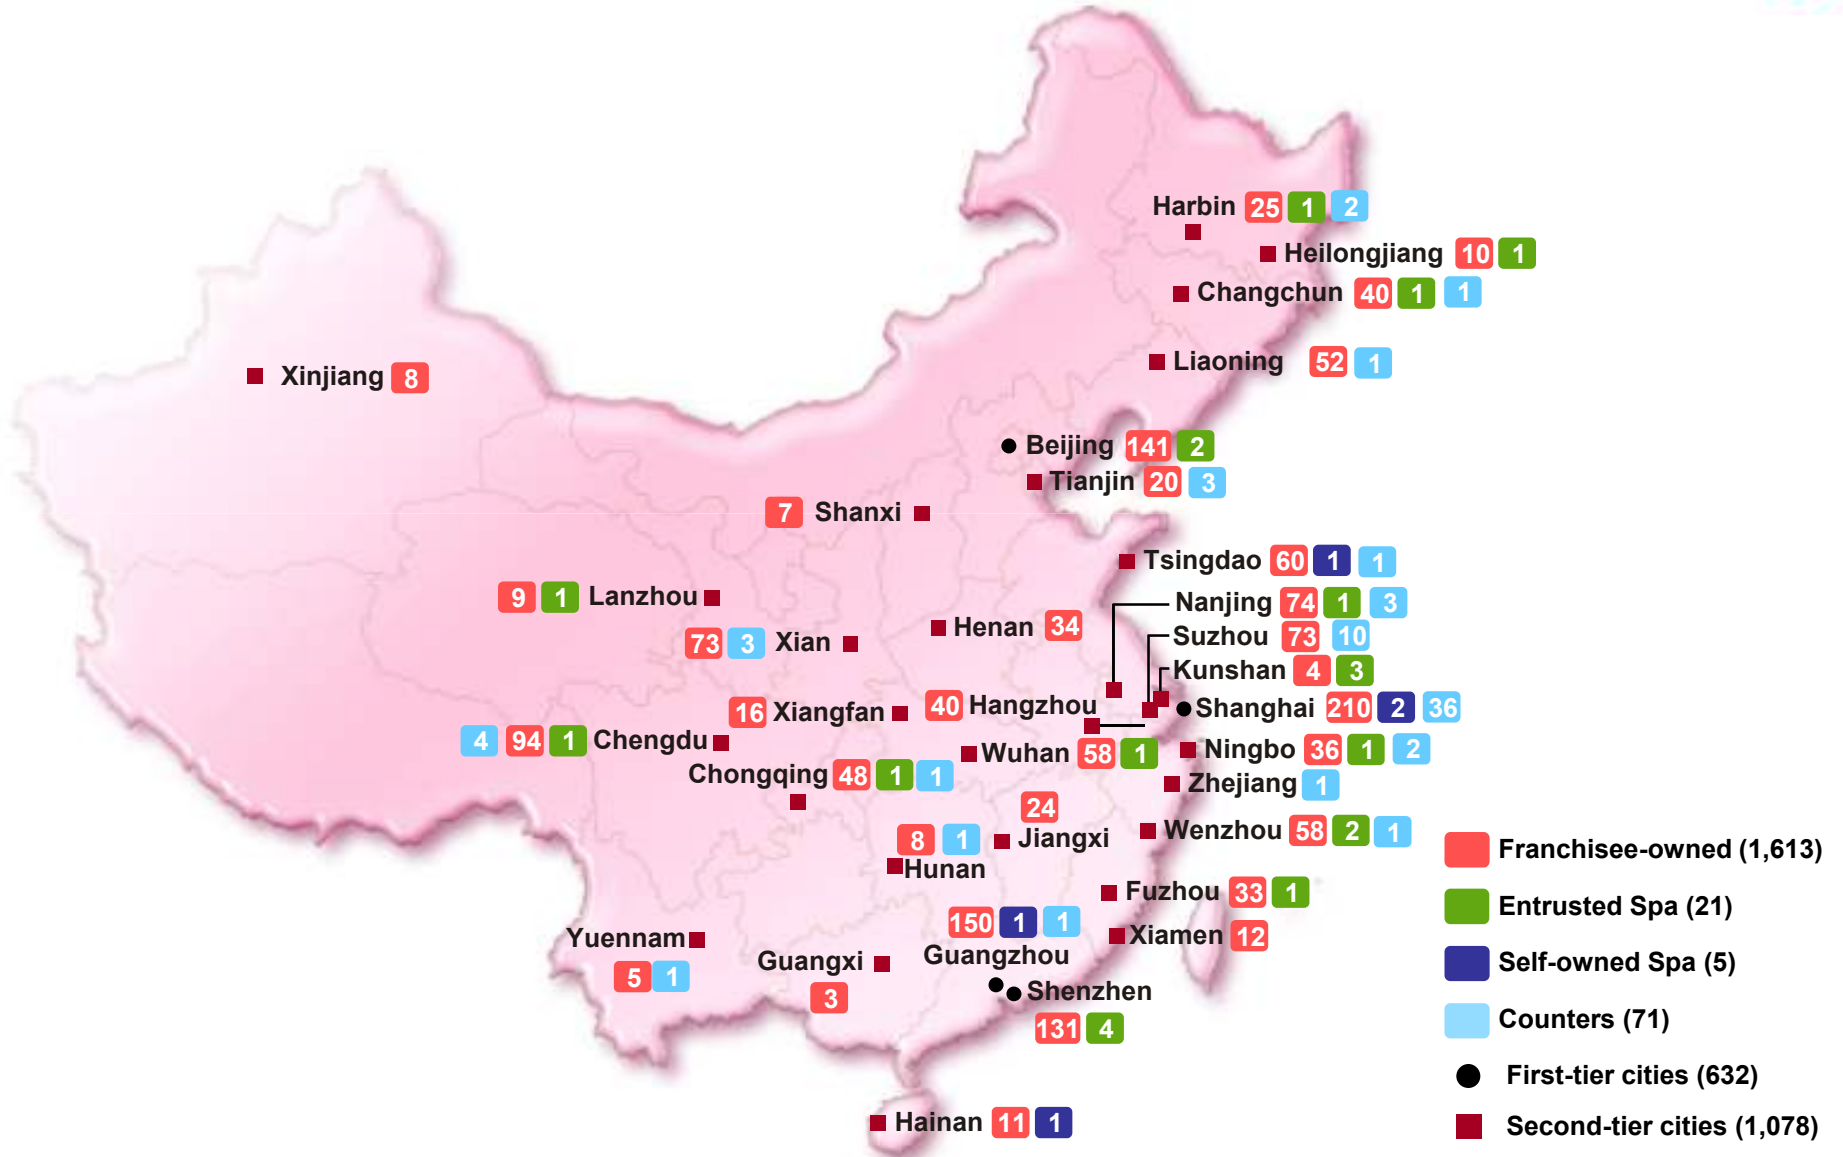 Harbin 25 1 2
Heilongjiang 10 1
Changchun 40 1 1
Liaoning 52 1
Xinjiang 8
Beijing 141 2
Tianjin 20 3
7 Shanxi
Tsingdao 60 1 1
9 1 Lanzhou
Nanjing 74 1 3
Henan 34
Suzhou 73 10
73 3 Xian
Kunshan 4 3
40 Hangzhou
Shanghai 210 2 36
16 Xiangfan
4 94 1 Chengdu
Wuhan 58 1
Ningbo 36 1 2
Chongqing 48 1 1
Zhejiang 1
24
Jiangxi
8 1
Hunan
Wenzhou 58 2 1
Fuzhou 33 1
150 1 1
Guangzhou
Xiamen 12
Yuennam
5 1
Guangxi
3
Shenzhen
131 4
Hainan 11 1
Franchisee-owned (1,613)
Entrusted Spa (21)
Self-owned Spa (5)
Counters (71)
First-tier cities (632)
Second-tier cities (1,078)